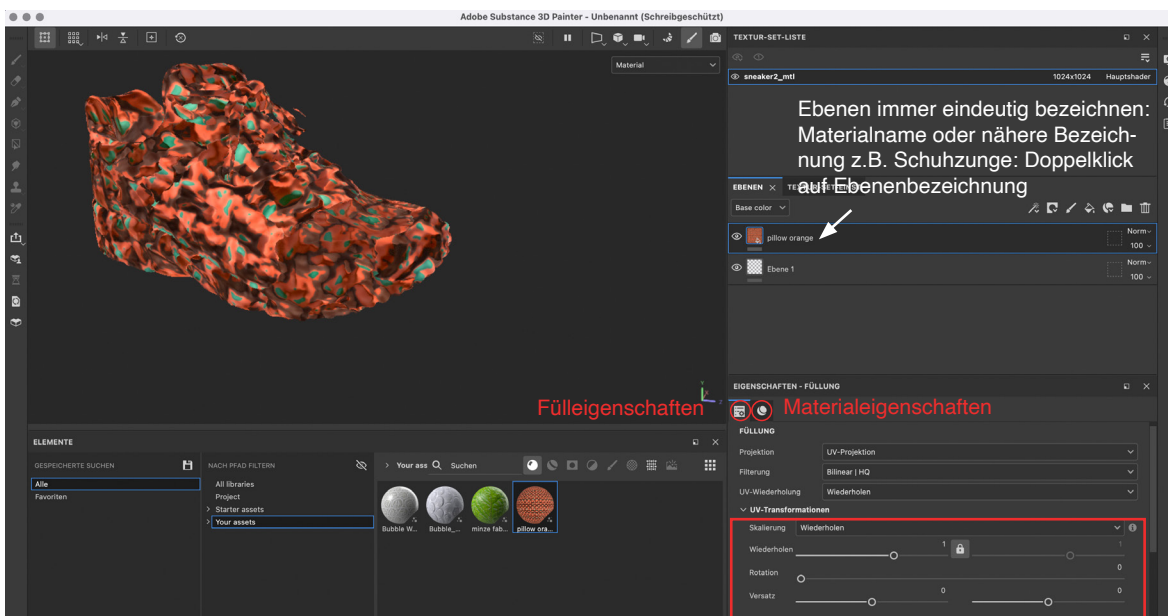 Adobe Substance 3D Painter - Unbenannt (Schreibgeschützt)
Material
TEXTUR-SET-LISTE
sneaker2_mtl 1024x1024 Hauptshader
Ebenen immer eindeutig bezeichnen:
Materialname oder nähere Bezeich-
nung z.B. Schuhzunge: Doppelklick
auf Ebenenbezeichnung
EBENEN
Base color
pillow orange Norm
100
Ebene 1 Norm
100
EIGENSCHAFTEN - FÜLLUNG
Fülleigenschaften Materialeigenschaften
FÜLLUNG
Projektion UV-Projektion
Filterung Bilinear | HQ
UV-Wiederholung Wiederholen
UV-Transformationen
Skalierung Wiederholen
Wiederholen 1 1
Rotation 0
Versatz 0 0
ELEMENTE
GESPEICHERTE SUCHEN
Alle
Favoriten
NACH PFAD FILTERN
All libraries
Project
Starter assets
Your assets
Your ass Suchen
Bubble W... Bubble_... minze fab... pillow ora...